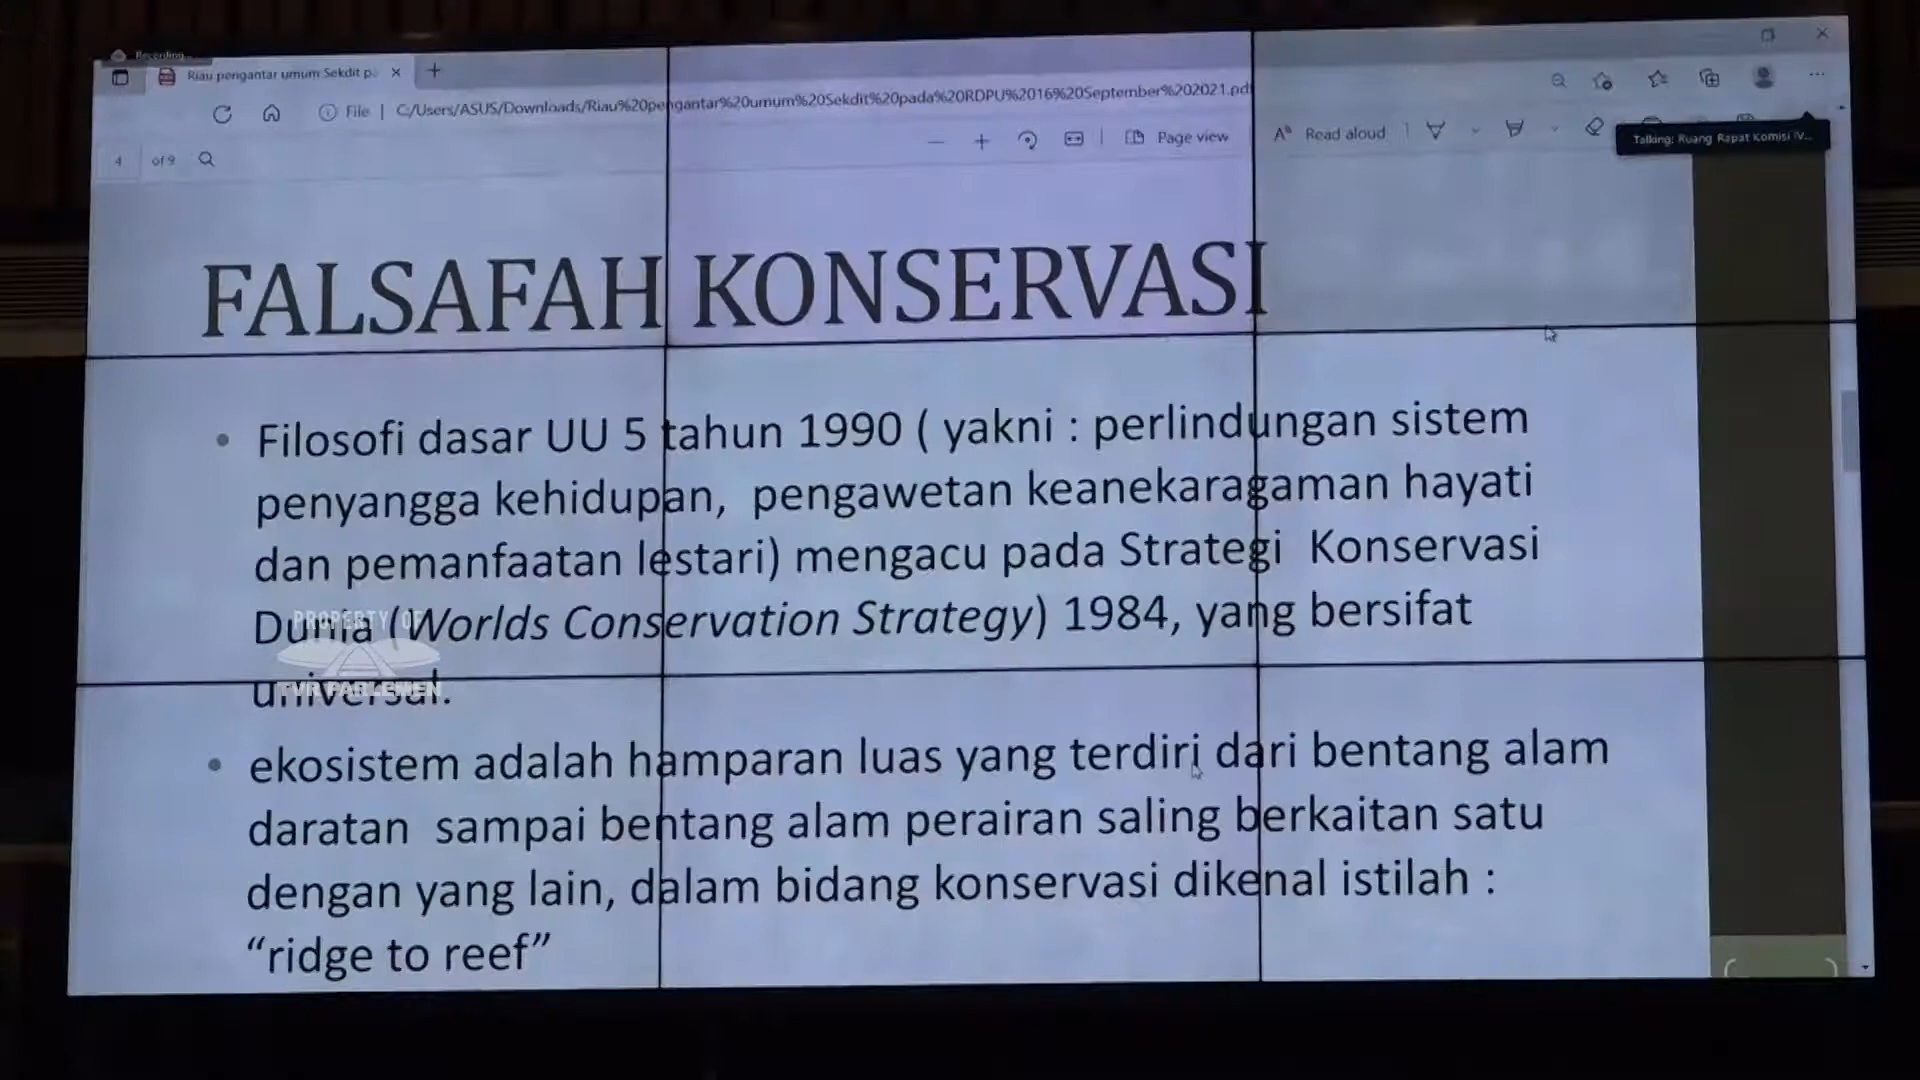 Recording
Riau pengantar umum Sekdit p
File | C:/Users/ASUS/Downloads/Riau%20pengantar%20umum%20Sekdit%20pada%20RDPU%2016%20September%202021.pd
4 of 9
Page view
Read aloud
Talking: Ruang Rapat Komisi IV...
FALSAFAH KONSERVASI
• Filosofi dasar UU 5 tahun 1990 ( yakni : perlindungan sistem
penyangga kehidupan, pengawetan keanekaragaman hayati
dan pemanfaatan lestari) mengacu pada Strategi Konservasi
Dunia (Worlds Conservation Strategy) 1984, yang bersifat
universal.
• ekosistem adalah hamparan luas yang terdiri dari bentang alam
daratan sampai bentang alam perairan saling berkaitan satu
dengan yang lain, dalam bidang konservasi dikenal istilah :
“ridge to reef”
PROPERTY OF
TVR PARLEMEN